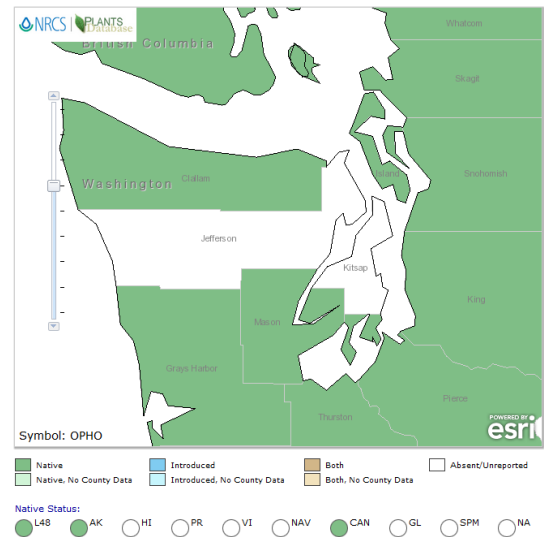 NRCS PLANTS
Database
British Columbia
Whatcom
Skagit
Washington
Clallam
Island
Snohomish
Jefferson
Kitsap
King
Mason
Grays Harbor
Pierce
Thurston
POWERED BY
esri
Symbol: OPHO
Native Introduced Both Absent/Unreported
Native, No County Data Introduced, No County Data Both, No County Data
Native Status:
L48 AK HI PR VI NAV CAN GL SPM NA